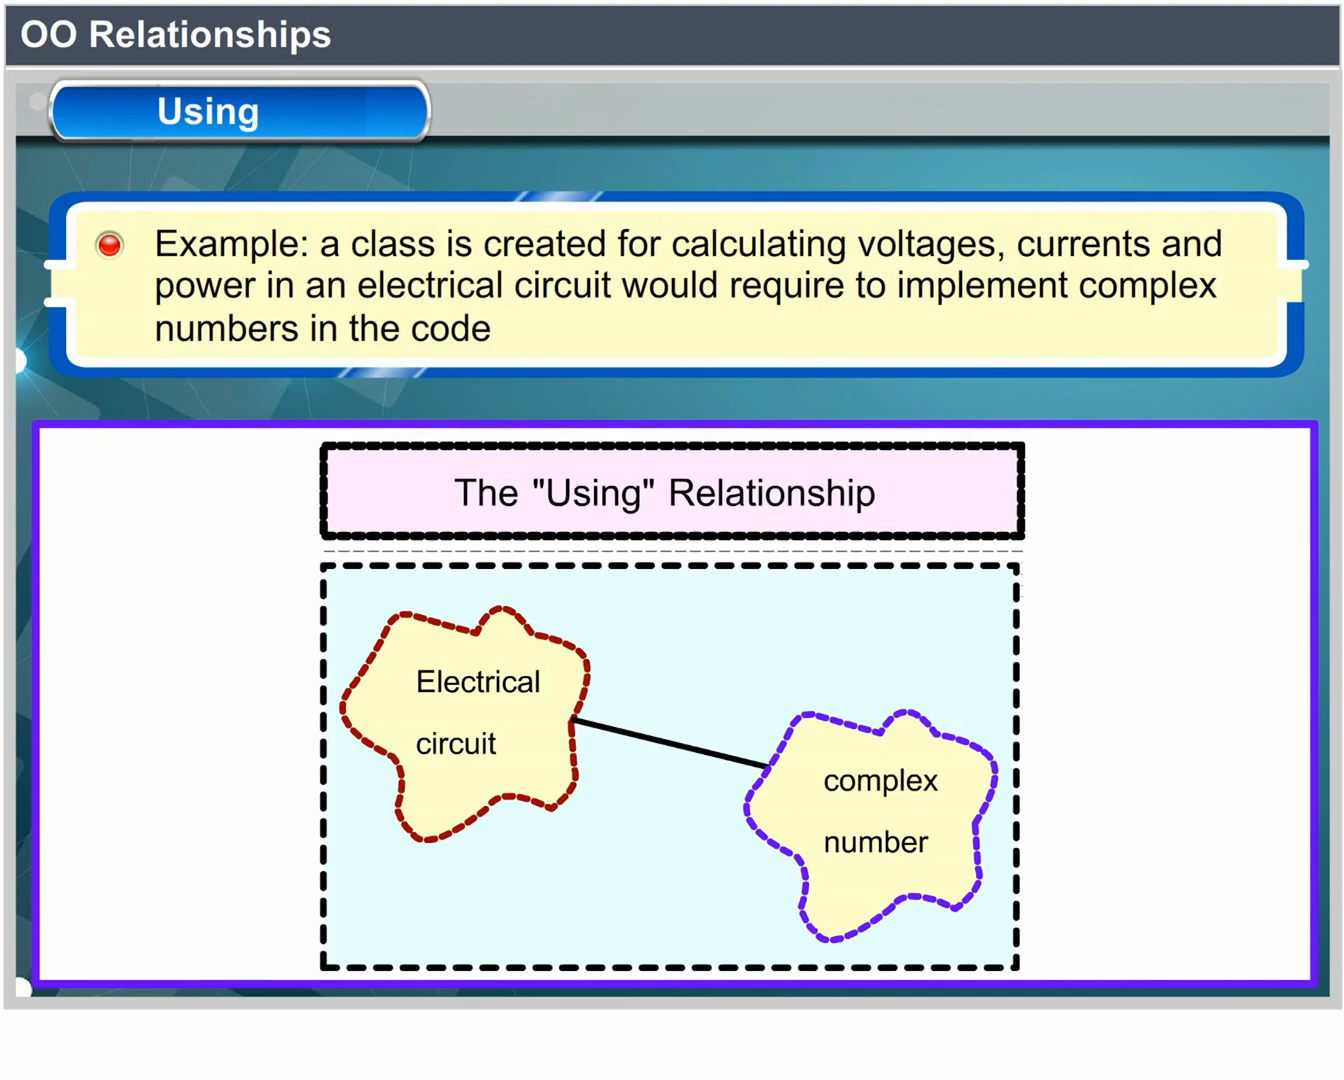 OO Relationships
Using
Example: a class is created for calculating voltages, currents and
power in an electrical circuit would require to implement complex
numbers in the code
The "Using" Relationship
Electrical
circuit
complex
number